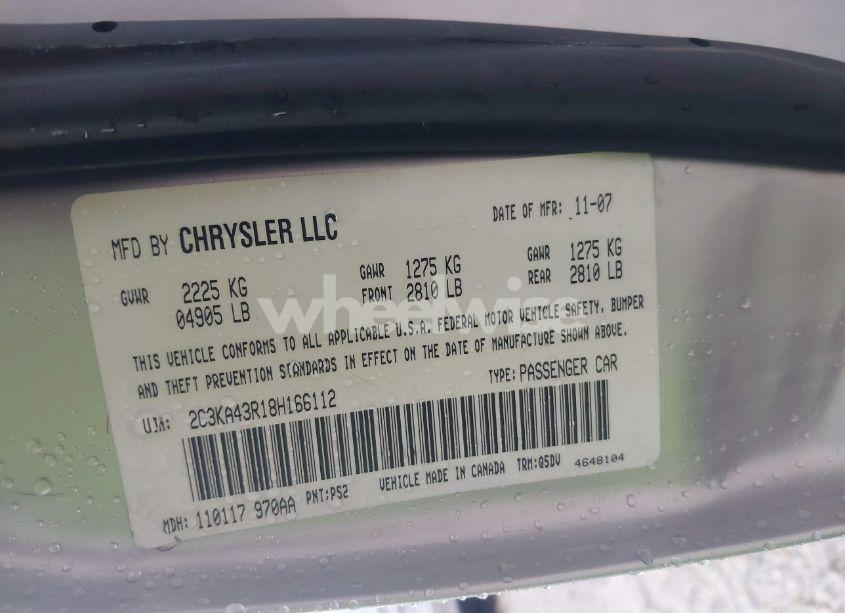 MFD BY CHRYSLER LLC DATE OF MFR: 11-07
GVWR 2225 KG GAWR 1275 KG GAWR 1275 KG
04905 LB FRONT 2810 LB REAR 2810 LB
wheelwise
THIS VEHICLE CONFORMS TO ALL APPLICABLE U.S.A. FEDERAL MOTOR VEHICLE SAFETY, BUMPER
AND THEFT PREVENTION STANDARDS IN EFFECT ON THE DATE OF MANUFACTURE SHOWN ABOVE.
VIN: 2C3KA43R18H166112 TYPE: PASSENGER CAR
MDH: 110117 970AA PNT: PS2 VEHICLE MADE IN CANADA TRM: Q5DV 4648104